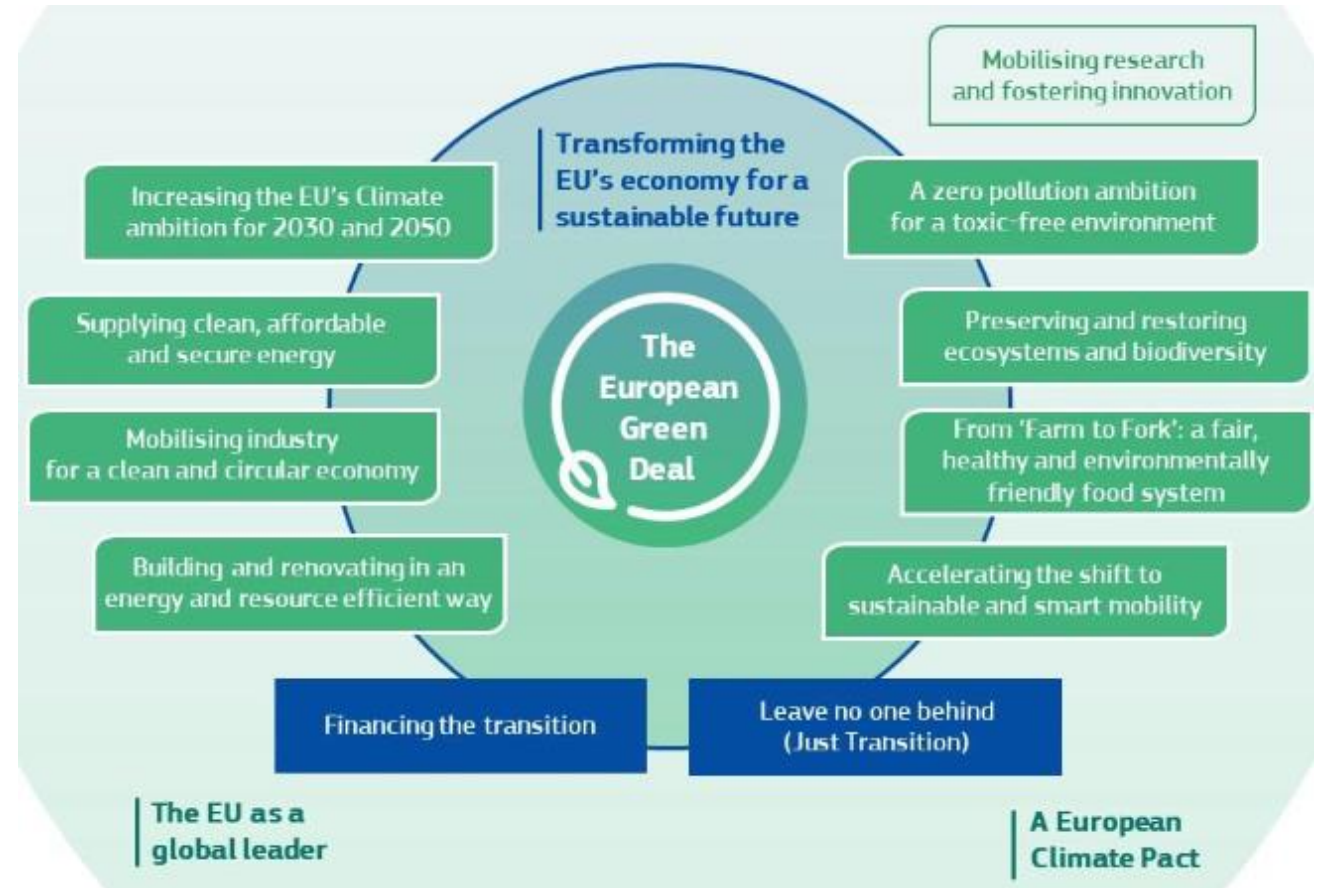 Mobilising research
and fostering innovation
Transforming the
EU's economy for a
sustainable future
Increasing the EU's Climate
ambition for 2030 and 2050
A zero pollution ambition
for a toxic-free environment
Supplying clean, affordable
and secure energy
Preserving and restoring
ecosystems and biodiversity
The
European
Green
Deal
Mobilising industry
for a clean and circular economy
From 'Farm to Fork': a fair,
healthy and environmentally
friendly food system
Building and renovating in an
energy and resource efficient way
Accelerating the shift to
sustainable and smart mobility
Financing the transition
Leave no one behind
(Just Transition)
The EU as a
global leader
A European
Climate Pact